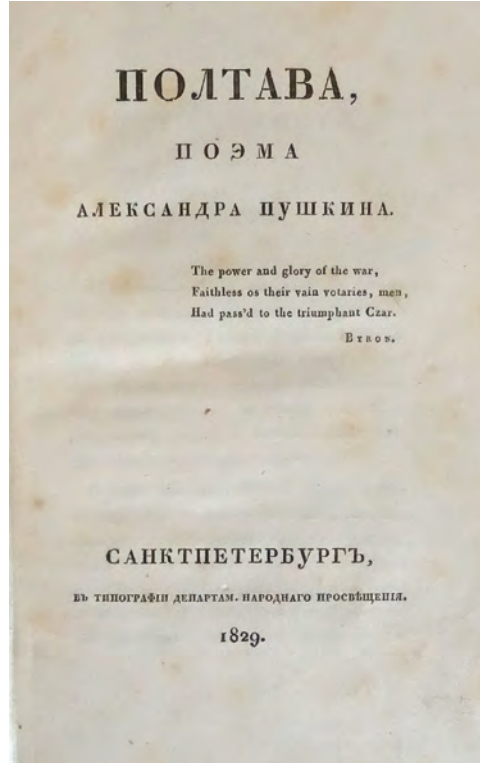 ПОЛТАВА,
ПОЭМА
АЛЕКСАНДРА ПУШКИНА.
The power and glory of the war,
Faithless os their vain votaries, men,
Had pass'd to the triumphant Czar.
Byron.
САНКТПЕТЕРБУРГЪ,
ВЪ ТИПОГРАФІИ ДЕПАРТАМ. НАРОДНАГО ПРОСВѢЩЕНІЯ.
1829.